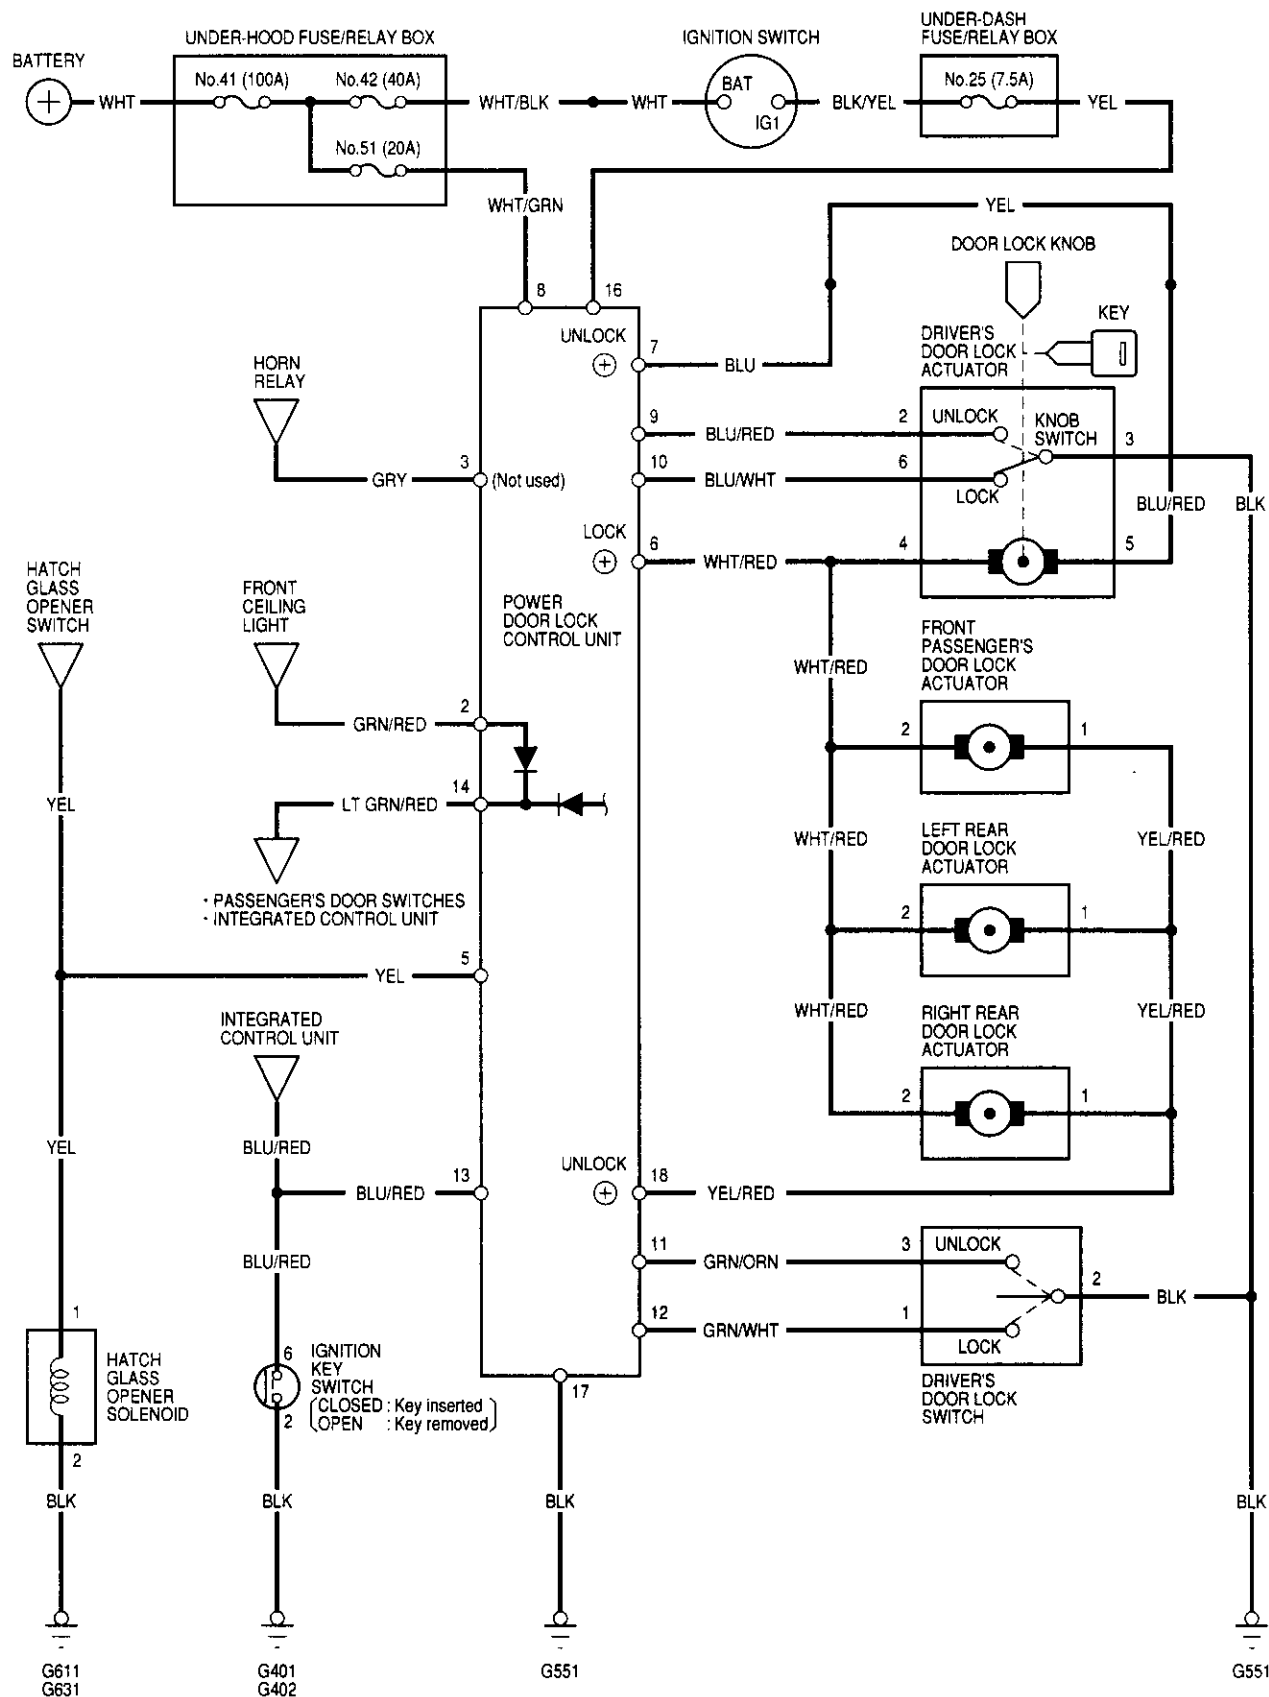 UNDER-HOOD FUSE/RELAY BOX
IGNITION SWITCH
UNDER-DASH
FUSE/RELAY BOX
BATTERY
No.41 (100A)
No.42 (40A)
BAT
No.25 (7.5A)
+
WHT
WHT/BLK
WHT
BLK/YEL
YEL
IG1
No.51 (20A)
WHT/GRN
YEL
DOOR LOCK KNOB
8
16
KEY
UNLOCK
+
7
BLU
DRIVER'S
DOOR LOCK
ACTUATOR
HORN
RELAY
9
BLU/RED
2
UNLOCK
KNOB
SWITCH
3
GRY
3
(Not used)
10
BLU/WHT
6
LOCK
BLU/RED
BLK
LOCK
+
6
WHT/RED
4
5
HATCH
GLASS
OPENER
SWITCH
FRONT
CEILING
LIGHT
POWER
DOOR LOCK
CONTROL UNIT
FRONT
PASSENGER'S
DOOR LOCK
ACTUATOR
WHT/RED
GRN/RED
2
2
1
YEL
LT GRN/RED
14
WHT/RED
LEFT REAR
DOOR LOCK
ACTUATOR
YEL/RED
• PASSENGER'S DOOR SWITCHES
• INTEGRATED CONTROL UNIT
2
1
YEL
5
INTEGRATED
CONTROL UNIT
WHT/RED
RIGHT REAR
DOOR LOCK
ACTUATOR
YEL/RED
2
1
YEL
BLU/RED
BLU/RED
13
UNLOCK
+
18
YEL/RED
BLU/RED
11
GRN/ORN
3
UNLOCK
2
BLK
1
12
GRN/WHT
1
LOCK
HATCH
GLASS
OPENER
SOLENOID
6
IGNITION
KEY
SWITCH
(CLOSED : Key inserted)
(OPEN : Key removed)
2
17
DRIVER'S
DOOR LOCK
SWITCH
2
BLK
BLK
BLK
BLK
G611
G631
G401
G402
G551
G551